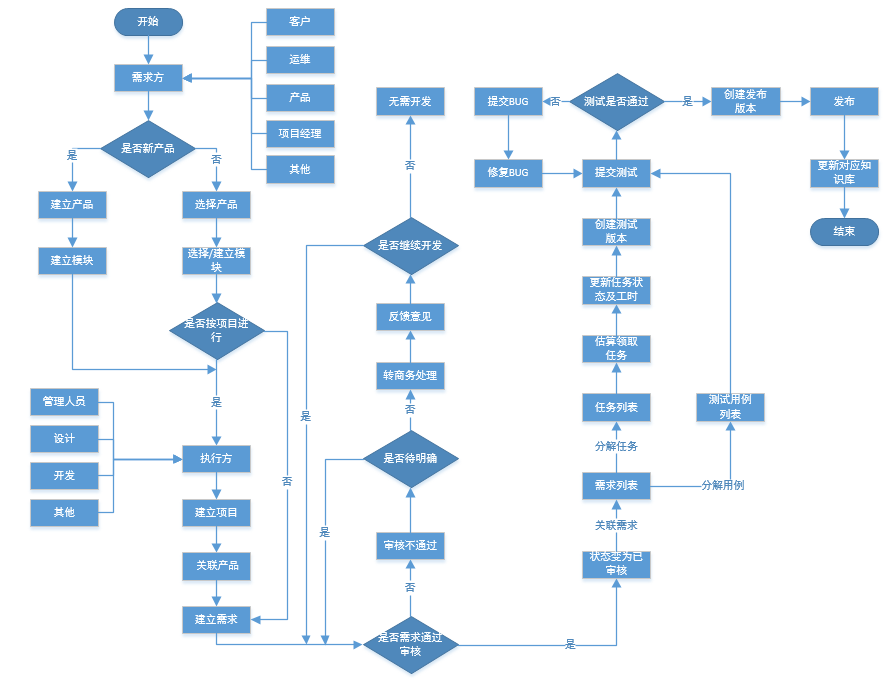 开始
需求方
客户
运维
产品
项目经理
其他
是否新产品
是
否
建立产品
选择产品
建立模块
选择/建立模
块
是否按项目进
行
是
否
管理人员
设计
开发
其他
执行方
建立项目
关联产品
建立需求
无需开发
否
是否继续开发
是
反馈意见
转商务处理
否
是否待明确
是
审核不通过
否
是否需求通过
审核
是
提交BUG
否
测试是否通过
是
创建发布
版本
发布
修复BUG
提交测试
更新对应知
识库
结束
创建测试
版本
更新任务状
态及工时
估算领取
任务
任务列表
测试用例
列表
分解任务
需求列表
分解用例
关联需求
状态变为已
审核